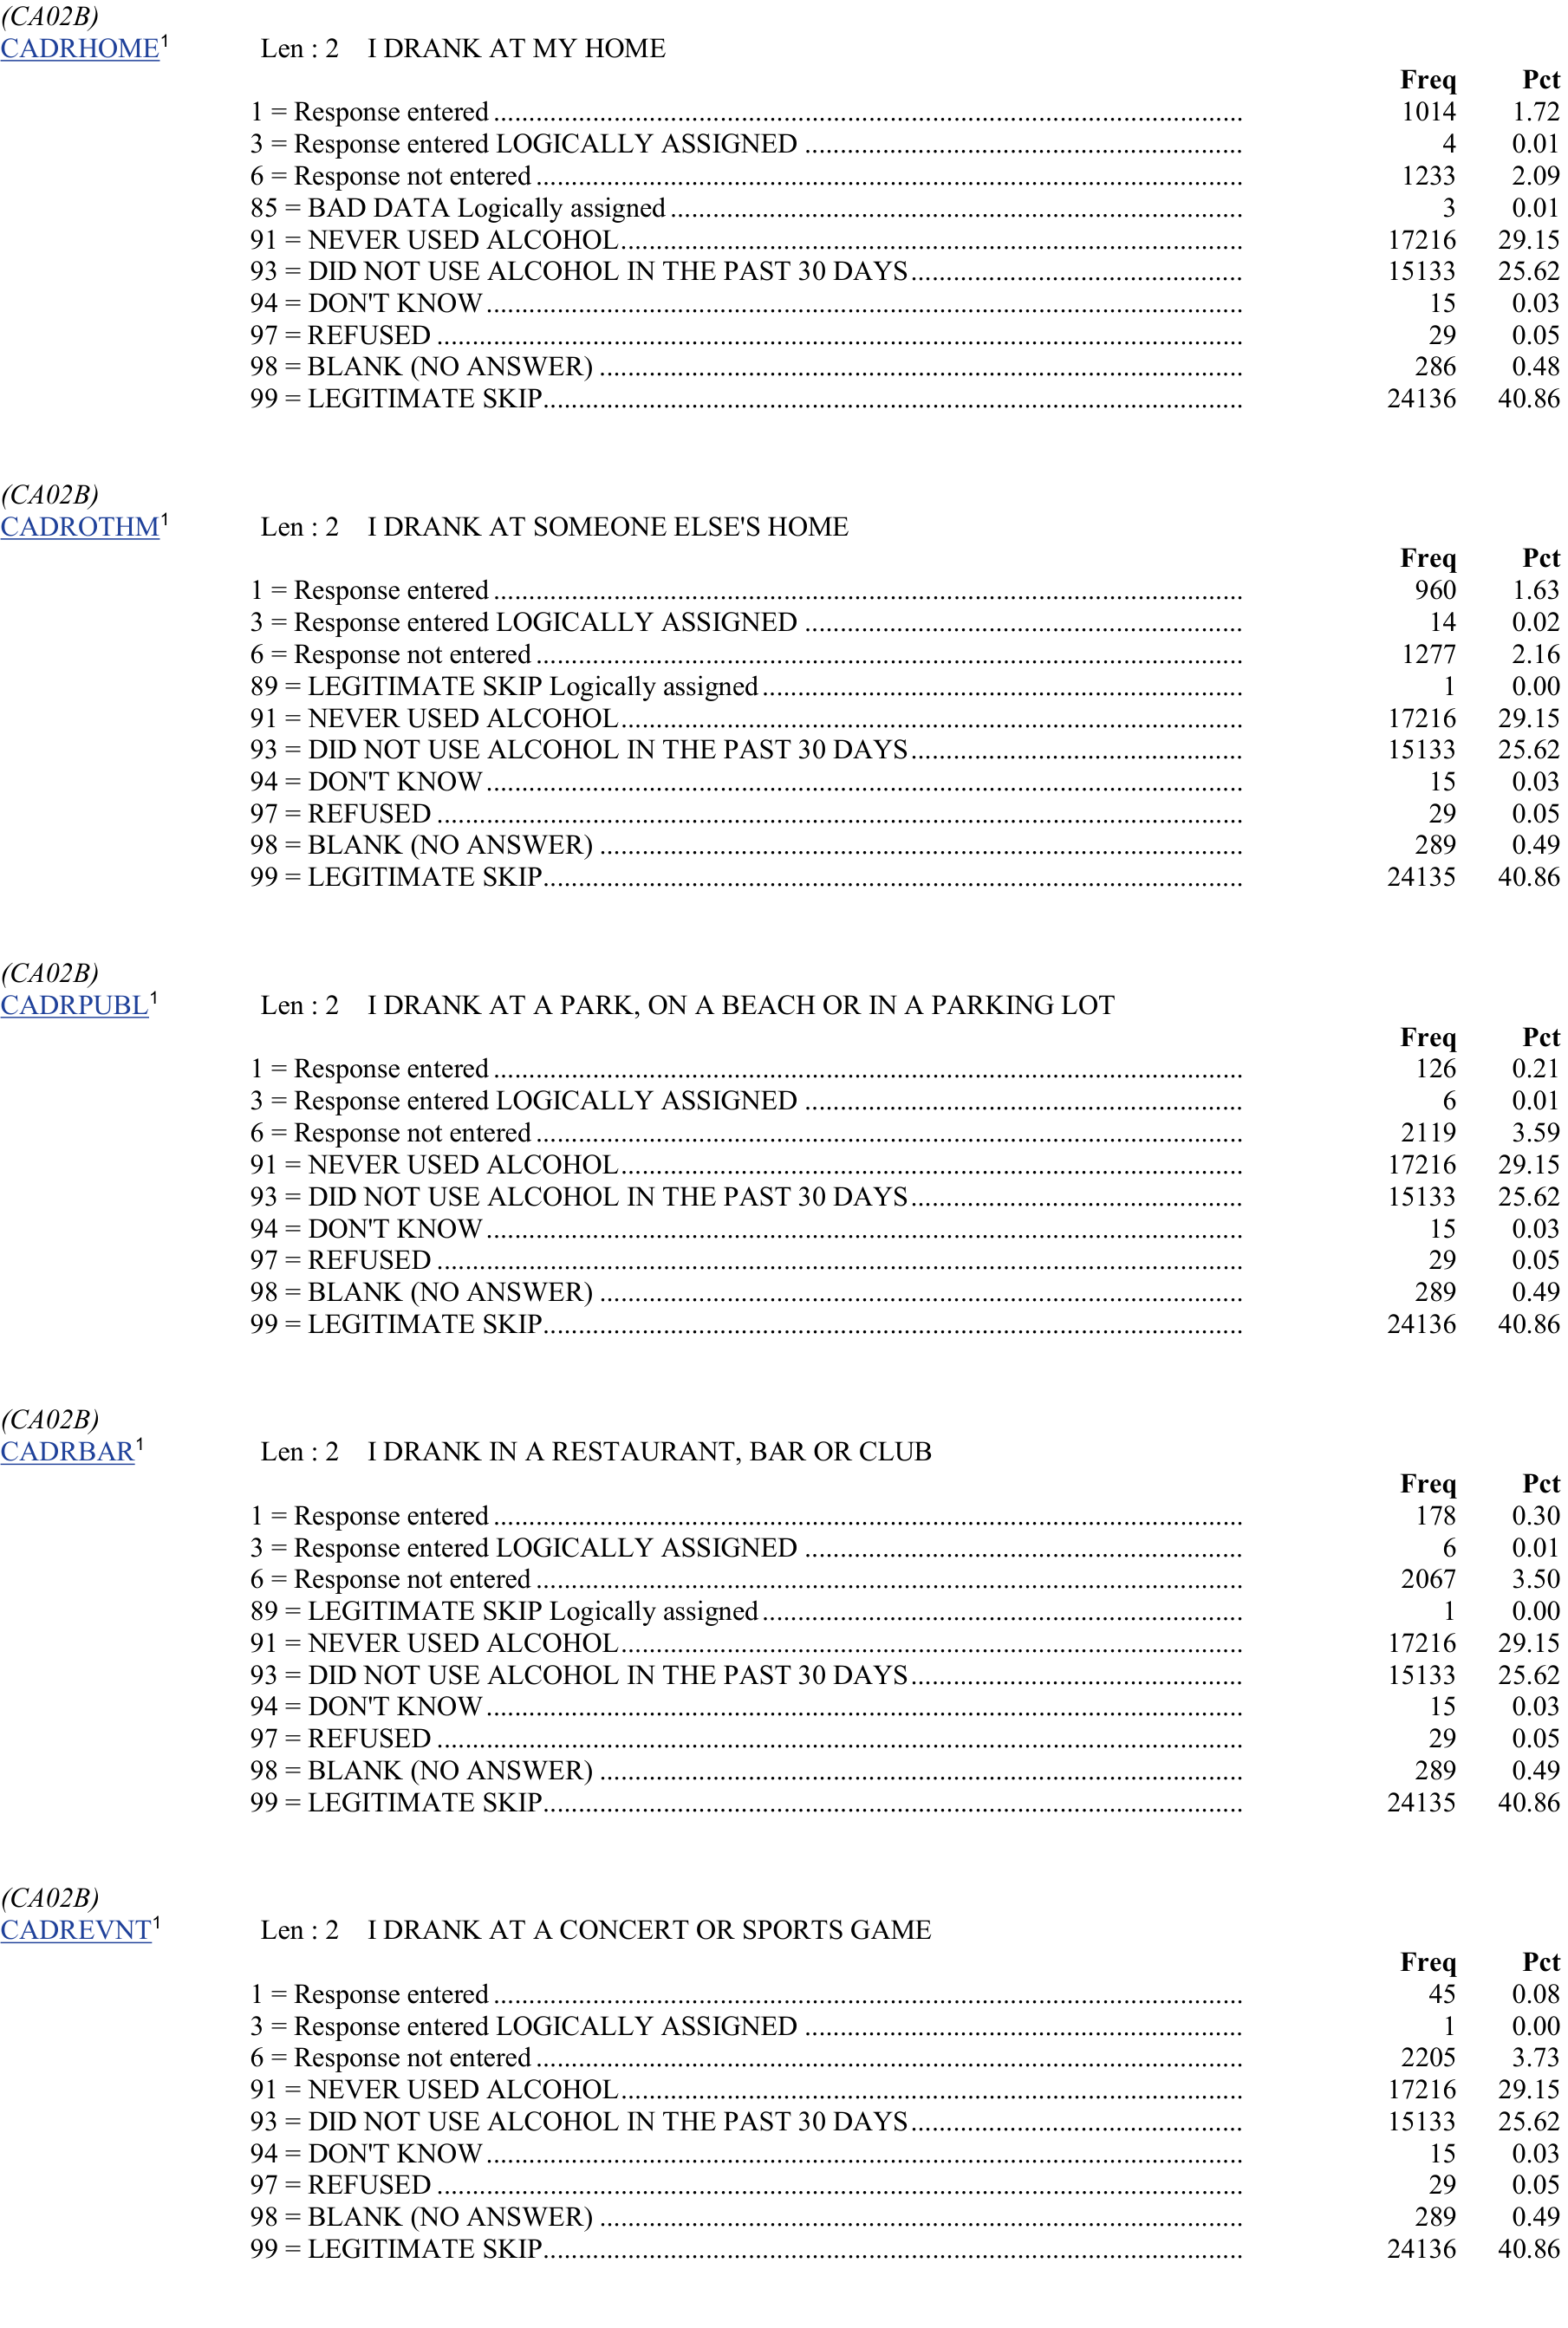 (CA02B)
CADRHOME1 Len : 2 I DRANK AT MY HOME
Freq Pct
1 = Response entered 1014 1.72
3 = Response entered LOGICALLY ASSIGNED 4 0.01
6 = Response not entered 1233 2.09
85 = BAD DATA Logically assigned 3 0.01
91 = NEVER USED ALCOHOL 17216 29.15
93 = DID NOT USE ALCOHOL IN THE PAST 30 DAYS 15133 25.62
94 = DON'T KNOW 15 0.03
97 = REFUSED 29 0.05
98 = BLANK (NO ANSWER) 286 0.48
99 = LEGITIMATE SKIP 24136 40.86
(CA02B)
CADROTHM1 Len : 2 I DRANK AT SOMEONE ELSE'S HOME
Freq Pct
1 = Response entered 960 1.63
3 = Response entered LOGICALLY ASSIGNED 14 0.02
6 = Response not entered 1277 2.16
89 = LEGITIMATE SKIP Logically assigned 1 0.00
91 = NEVER USED ALCOHOL 17216 29.15
93 = DID NOT USE ALCOHOL IN THE PAST 30 DAYS 15133 25.62
94 = DON'T KNOW 15 0.03
97 = REFUSED 29 0.05
98 = BLANK (NO ANSWER) 289 0.49
99 = LEGITIMATE SKIP 24135 40.86
(CA02B)
CADRPUBL1 Len : 2 I DRANK AT A PARK, ON A BEACH OR IN A PARKING LOT
Freq Pct
1 = Response entered 126 0.21
3 = Response entered LOGICALLY ASSIGNED 6 0.01
6 = Response not entered 2119 3.59
91 = NEVER USED ALCOHOL 17216 29.15
93 = DID NOT USE ALCOHOL IN THE PAST 30 DAYS 15133 25.62
94 = DON'T KNOW 15 0.03
97 = REFUSED 29 0.05
98 = BLANK (NO ANSWER) 289 0.49
99 = LEGITIMATE SKIP 24136 40.86
(CA02B)
CADRBAR1 Len : 2 I DRANK IN A RESTAURANT, BAR OR CLUB
Freq Pct
1 = Response entered 178 0.30
3 = Response entered LOGICALLY ASSIGNED 6 0.01
6 = Response not entered 2067 3.50
89 = LEGITIMATE SKIP Logically assigned 1 0.00
91 = NEVER USED ALCOHOL 17216 29.15
93 = DID NOT USE ALCOHOL IN THE PAST 30 DAYS 15133 25.62
94 = DON'T KNOW 15 0.03
97 = REFUSED 29 0.05
98 = BLANK (NO ANSWER) 289 0.49
99 = LEGITIMATE SKIP 24135 40.86
(CA02B)
CADREVNT1 Len : 2 I DRANK AT A CONCERT OR SPORTS GAME
Freq Pct
1 = Response entered 45 0.08
3 = Response entered LOGICALLY ASSIGNED 1 0.00
6 = Response not entered 2205 3.73
91 = NEVER USED ALCOHOL 17216 29.15
93 = DID NOT USE ALCOHOL IN THE PAST 30 DAYS 15133 25.62
94 = DON'T KNOW 15 0.03
97 = REFUSED 29 0.05
98 = BLANK (NO ANSWER) 289 0.49
99 = LEGITIMATE SKIP 24136 40.86